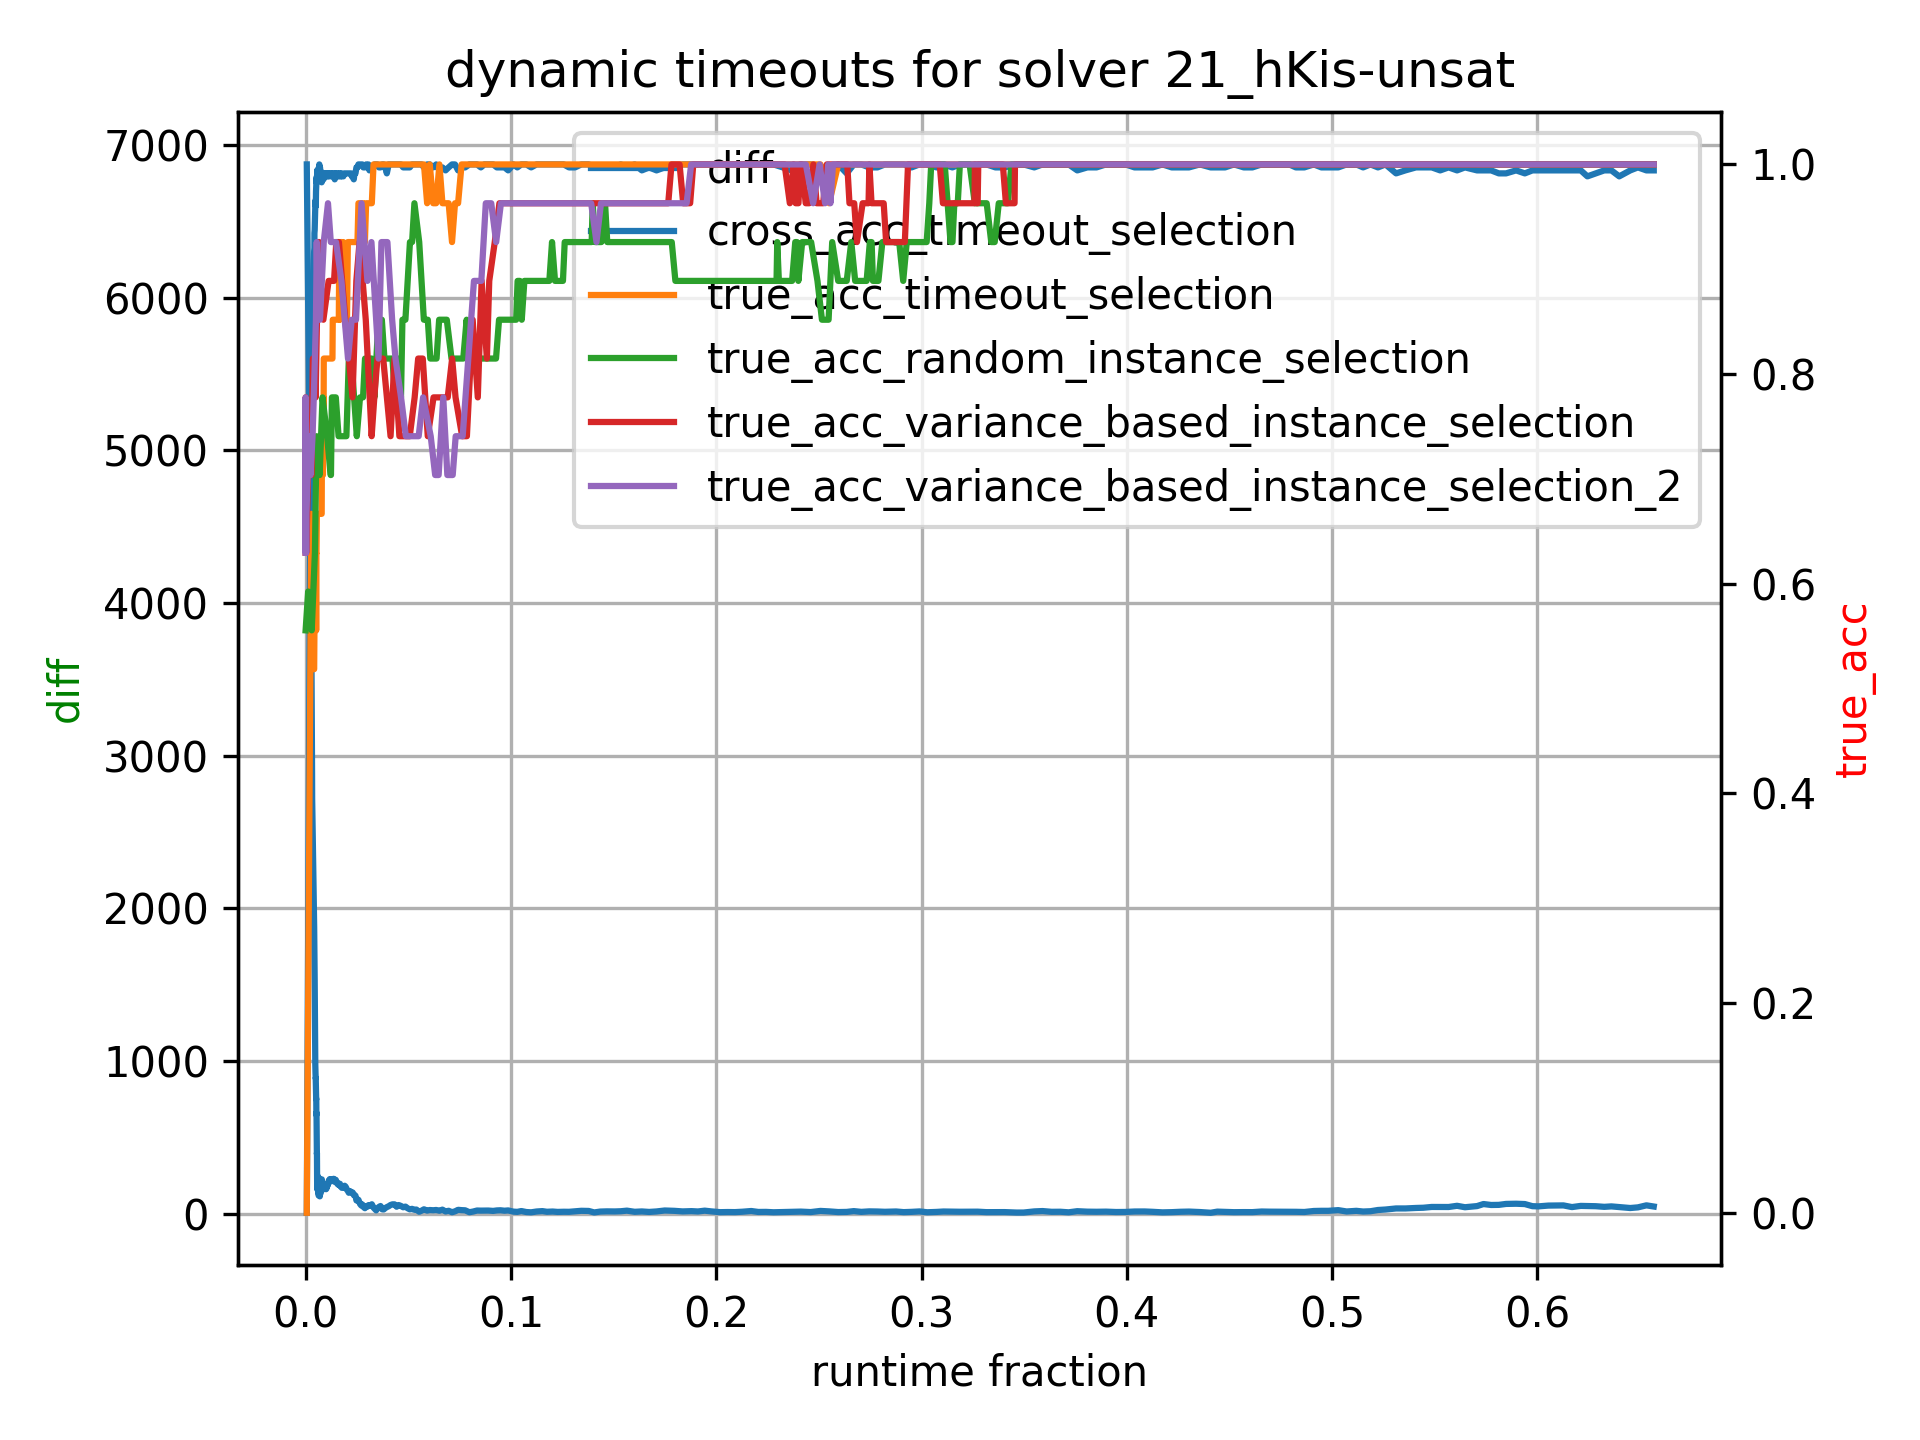 dynamic timeouts for solver 21_hKis-unsat
7000
6000
5000
4000
3000
2000
1000
0
diff
diff
cross_acc_timeout_selection
true_acc_timeout_selection
true_acc_random_instance_selection
true_acc_variance_based_instance_selection
true_acc_variance_based_instance_selection_2
1.0
0.8
0.6
0.4
0.2
0.0
true_acc
0.0 0.1 0.2 0.3 0.4 0.5 0.6
runtime fraction